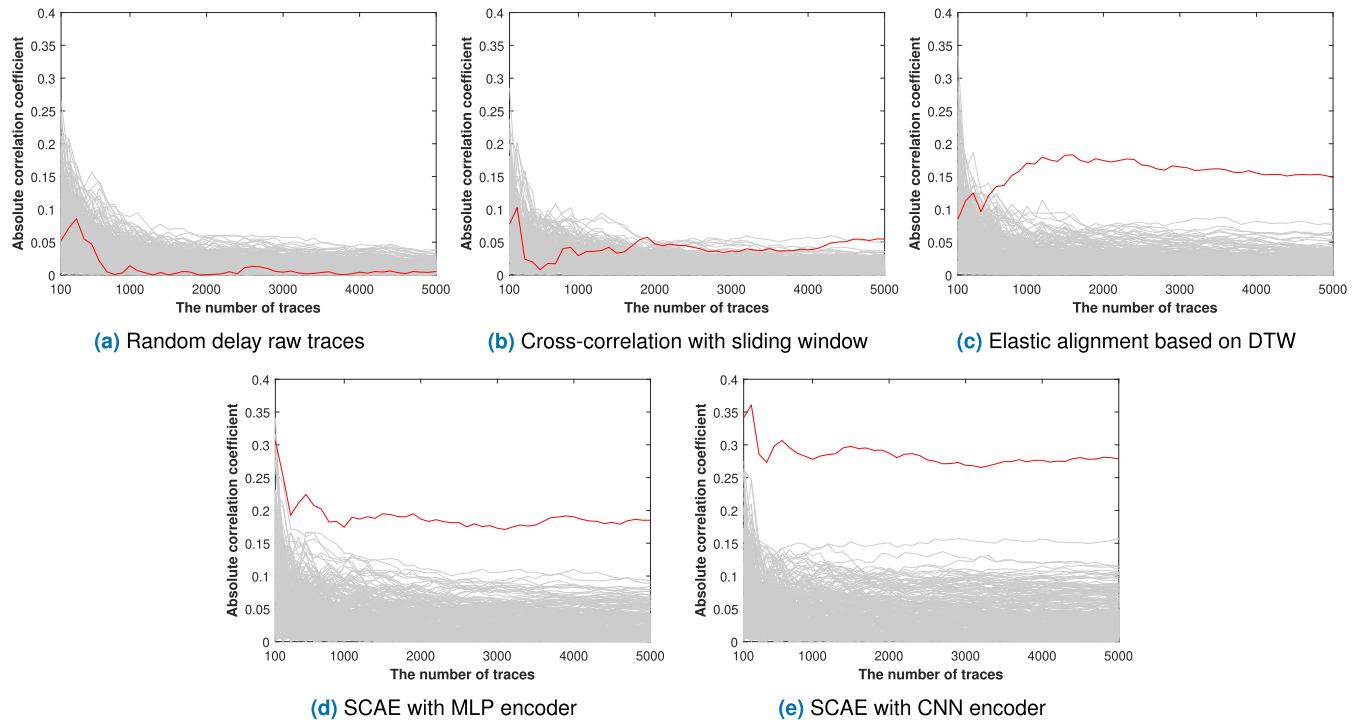 0.4
0.35
0.3
0.25
0.2
0.15
0.1
0.05
0
Absolute correlation coefficient
100 1000 2000 3000 4000 5000
The number of traces
(a) Random delay raw traces
0.4
0.35
0.3
0.25
0.2
0.15
0.1
0.05
0
Absolute correlation coefficient
100 1000 2000 3000 4000 5000
The number of traces
(b) Cross-correlation with sliding window
0.4
0.35
0.3
0.25
0.2
0.15
0.1
0.05
0
Absolute correlation coefficient
100 1000 2000 3000 4000 5000
The number of traces
(c) Elastic alignment based on DTW
0.4
0.35
0.3
0.25
0.2
0.15
0.1
0.05
0
Absolute correlation coefficient
100 1000 2000 3000 4000 5000
The number of traces
(d) SCAE with MLP encoder
0.4
0.35
0.3
0.25
0.2
0.15
0.1
0.05
0
Absolute correlation coefficient
100 1000 2000 3000 4000 5000
The number of traces
(e) SCAE with CNN encoder